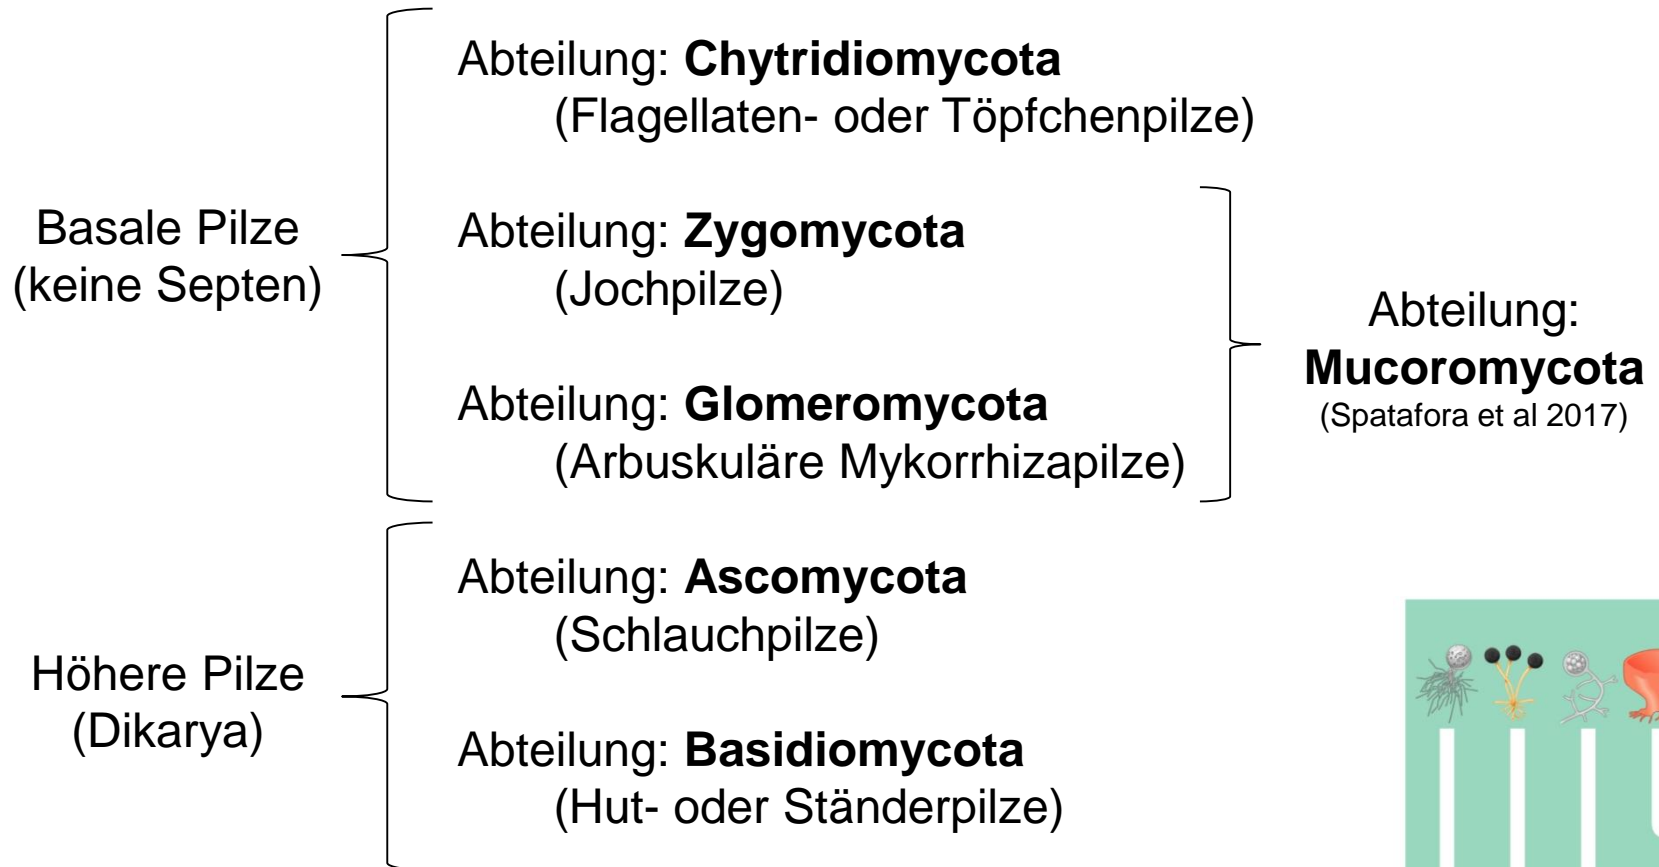 Basale Pilze
(keine Septen)
Abteilung: Chytridiomycota
(Flagellaten- oder Töpfchenpilze)
Abteilung: Zygomycota
(Jochpilze)
Abteilung: Glomeromycota
(Arbuskuläre Mykorrhizapilze)
Abteilung:
Mucoromycota
(Spatafora et al 2017)
Höhere Pilze
(Dikarya)
Abteilung: Ascomycota
(Schlauchpilze)
Abteilung: Basidiomycota
(Hut- oder Ständerpilze)